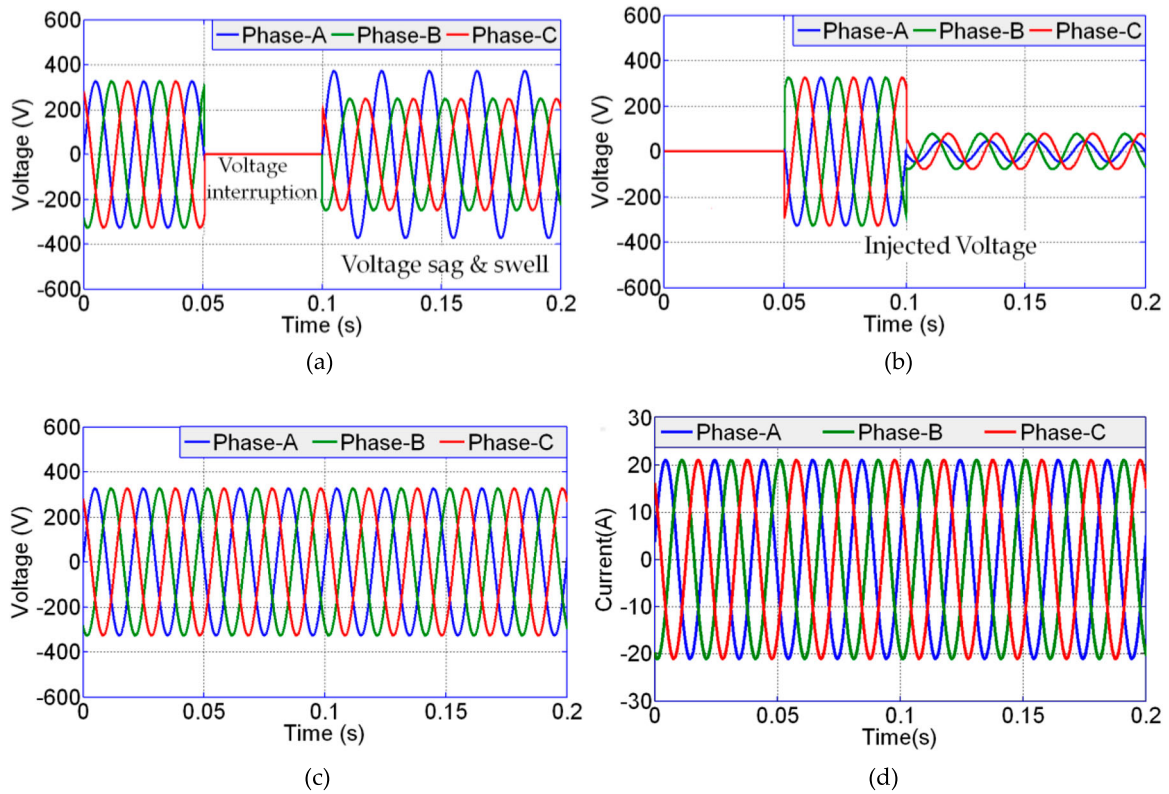 600
400
200
0
-200
-400
-600
Voltage (V)
Phase-A Phase-B Phase-C
Voltage
interruption
Voltage sag & swell
0 0.05 0.1 0.15 0.2
Time (s)
(a)
600
400
200
0
-200
-400
-600
Voltage (V)
Phase-A Phase-B Phase-C
Injected Voltage
0 0.05 0.1 0.15 0.2
Time (s)
(b)
600
400
200
0
-200
-400
-600
Voltage (V)
Phase-A Phase-B Phase-C
0 0.05 0.1 0.15 0.2
Time (s)
(c)
30
20
10
0
-10
-20
-30
Current(A)
Phase-A Phase-B Phase-C
0 0.05 0.1 0.15 0.2
Time(s)
(d)